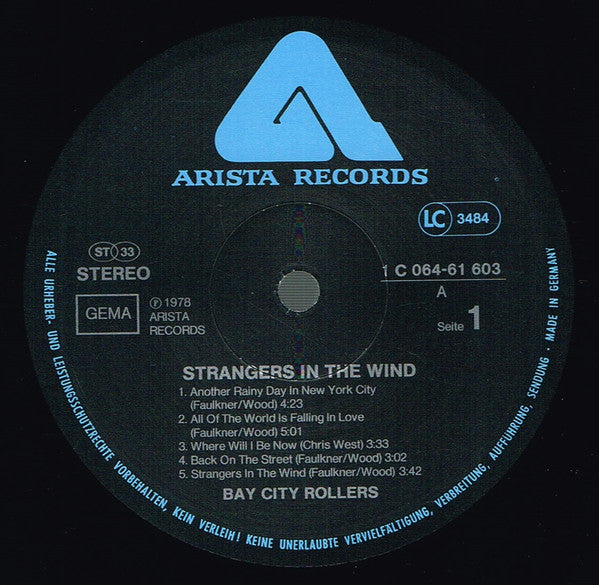 ARISTA RECORDS
LC 3484
ST 33
STEREO
GEMA
℗ 1978
ARISTA
RECORDS
1 C 064-61 603
A
Seite 1
STRANGERS IN THE WIND
1. Another Rainy Day In New York City
(Faulkner/Wood) 4:23
2. All Of The World Is Falling In Love
(Faulkner/Wood) 5:01
3. Where Will I Be Now (Chris West) 3:33
4. Back On The Street (Faulkner/Wood) 3:02
5. Strangers In The Wind (Faulkner/Wood) 3:42
BAY CITY ROLLERS
ALLE URHEBER- UND LEISTUNGSSCHUTZRECHTE VORBEHALTEN, KEIN VERLEIH! KEINE UNERLAUBTE VERVIELFÄLTIGUNG, VERBREITUNG, AUFFÜHRUNG, SENDUNG · MADE IN GERMANY